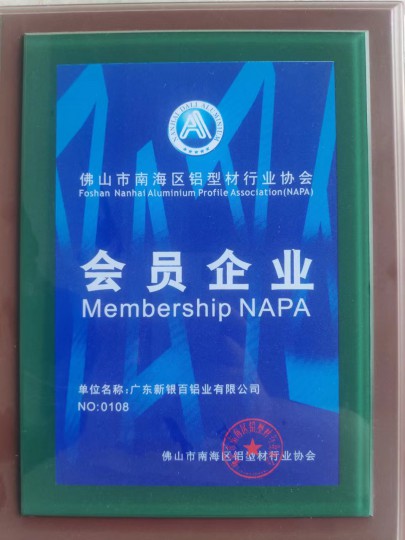 佛山市南海区铝型材行业协会
Foshan Nanhai Aluminium Profile Association(NAPA)
会员企业
Membership NAPA
单位名称:广东新银百铝业有限公司
NO:0108
佛山市南海区铝型材行业协会